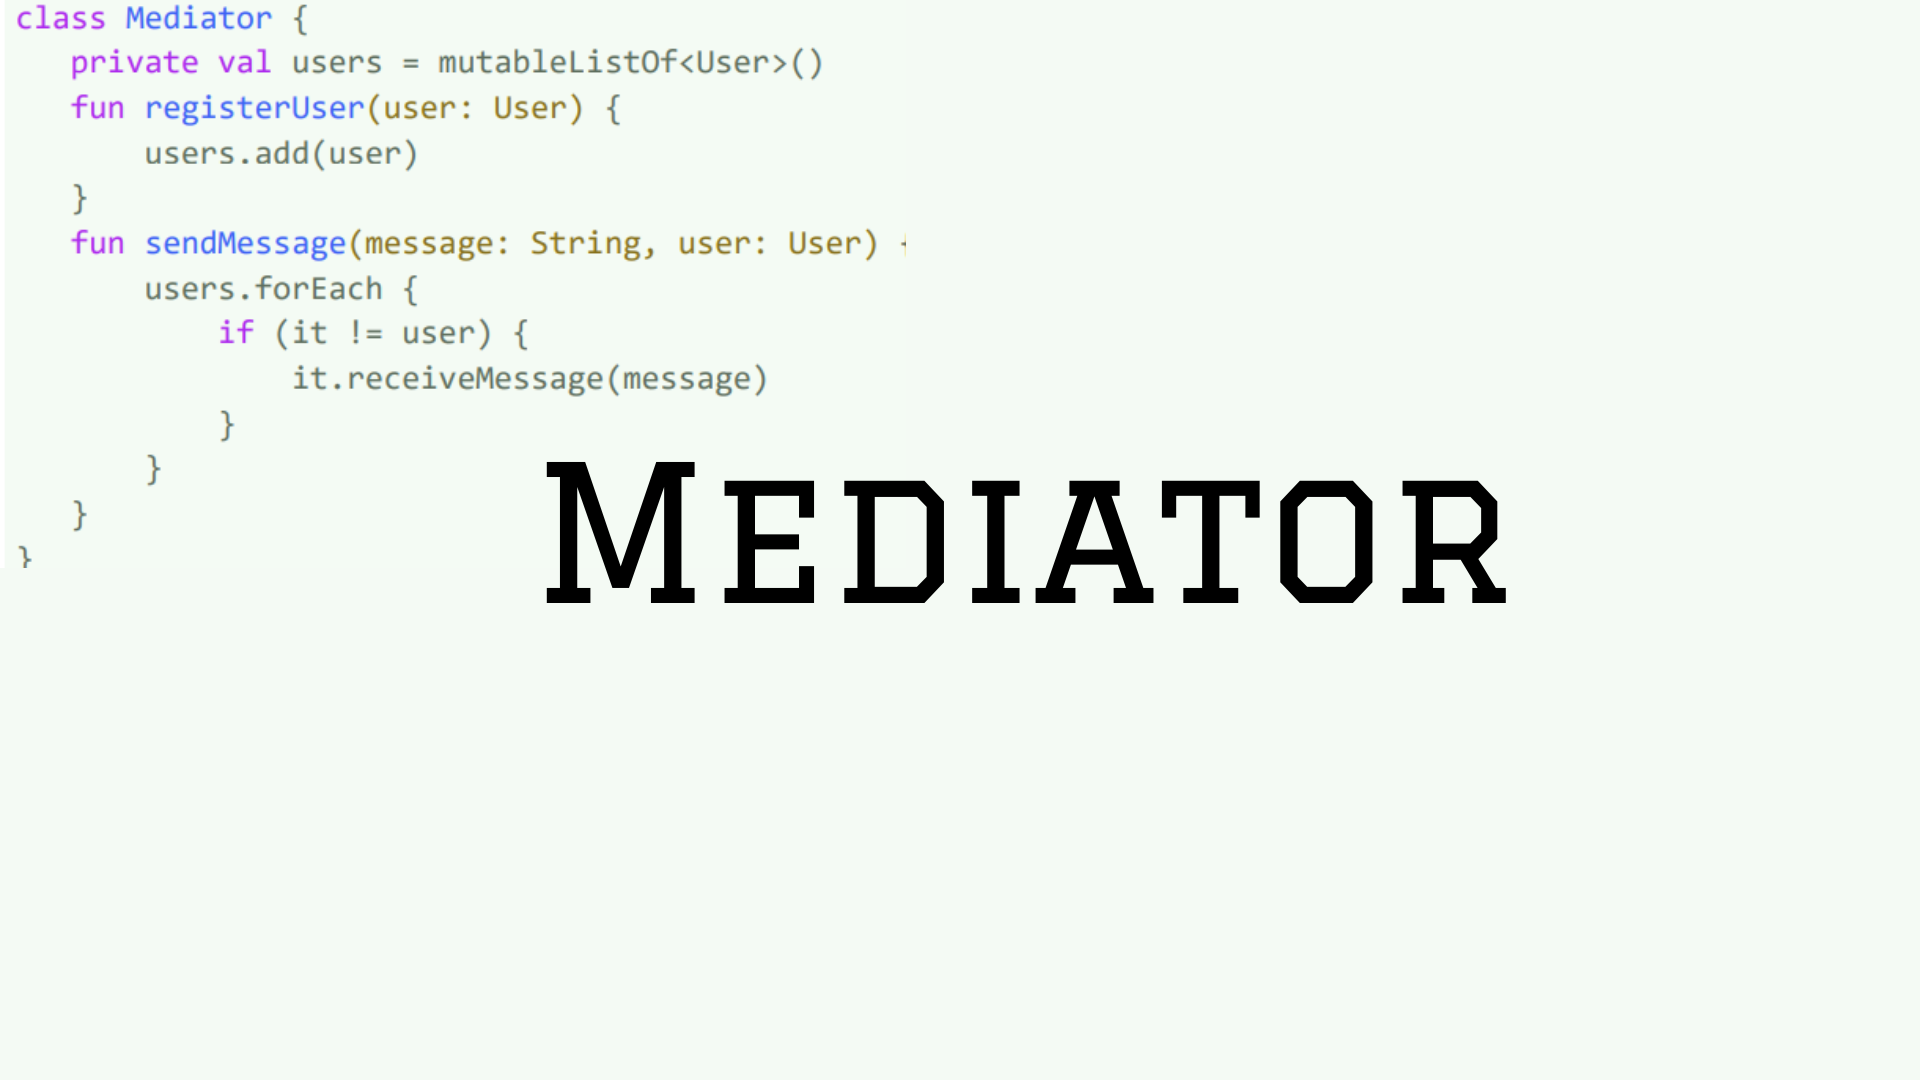 class Mediator {
private val users = mutableListOf<User>()
fun registerUser(user: User) {
users.add(user)
}
fun sendMessage(message: String, user: User) {
users.forEach {
if (it != user) {
it.receiveMessage(message)
}
}
}
}
Mediator